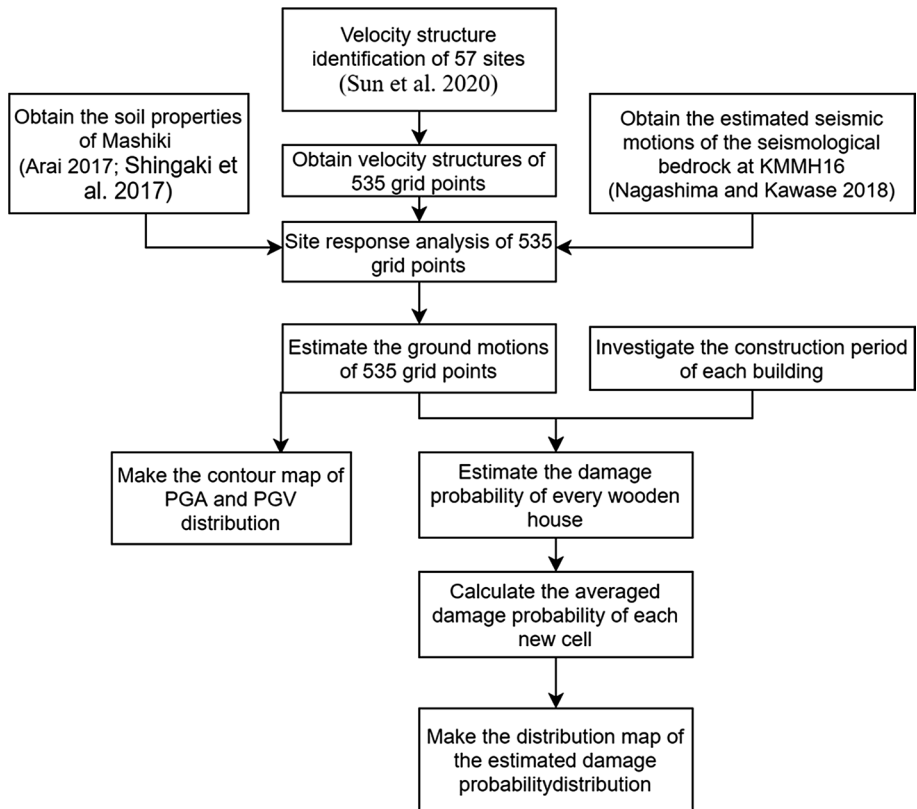 Velocity structure
identification of 57 sites
(Sun et al. 2020)
Obtain the soil properties
of Mashiki
(Arai 2017; Shingaki et
al. 2017)
Obtain the estimated seismic
motions of the seismological
bedrock at KMMH16
(Nagashima and Kawase 2018)
Obtain velocity structures of
535 grid points
Site response analysis of 535
grid points
Estimate the ground motions
of 535 grid points
Investigate the construction period
of each building
Make the contour map of
PGA and PGV
distribution
Estimate the damage
probability of every wooden
house
Calculate the averaged
damage probability of each
new cell
Make the distribution map of
the estimated damage
probabilitydistribution